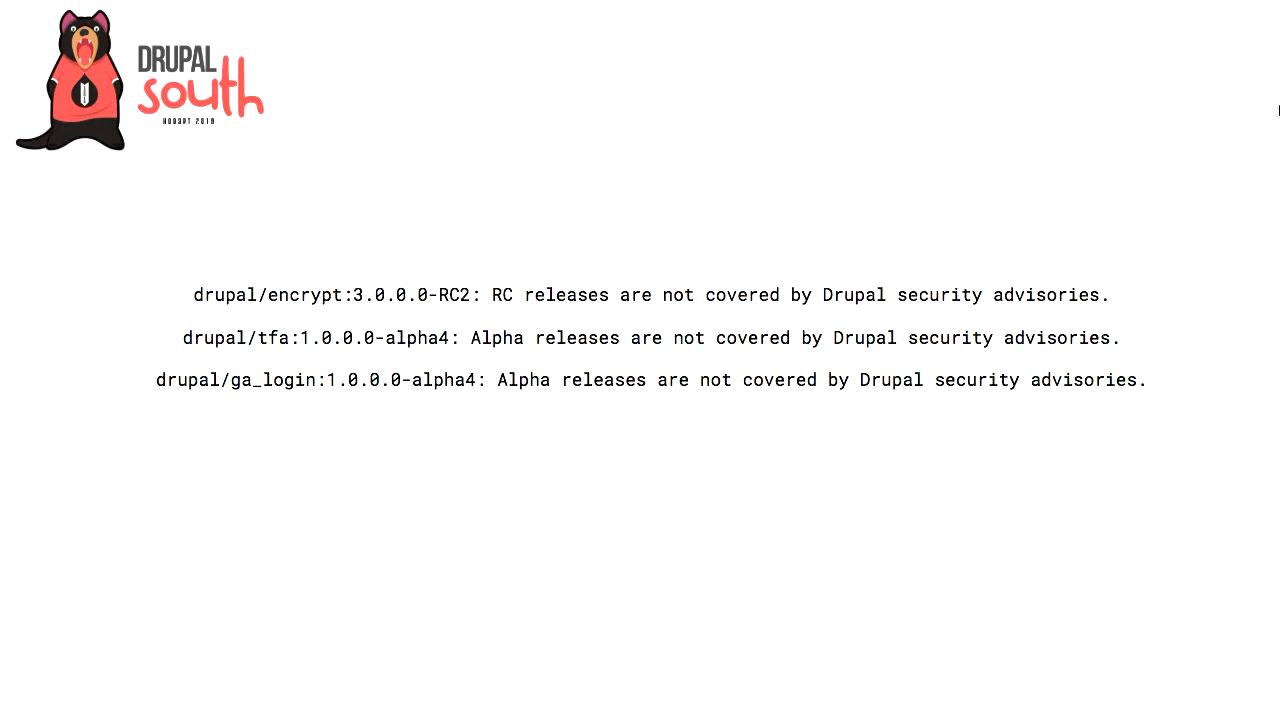 DRUPAL
south
HOBART 2019
drupal/encrypt:3.0.0.0-RC2: RC releases are not covered by Drupal security advisories.
drupal/tfa:1.0.0.0-alpha4: Alpha releases are not covered by Drupal security advisories.
drupal/ga_login:1.0.0.0-alpha4: Alpha releases are not covered by Drupal security advisories.